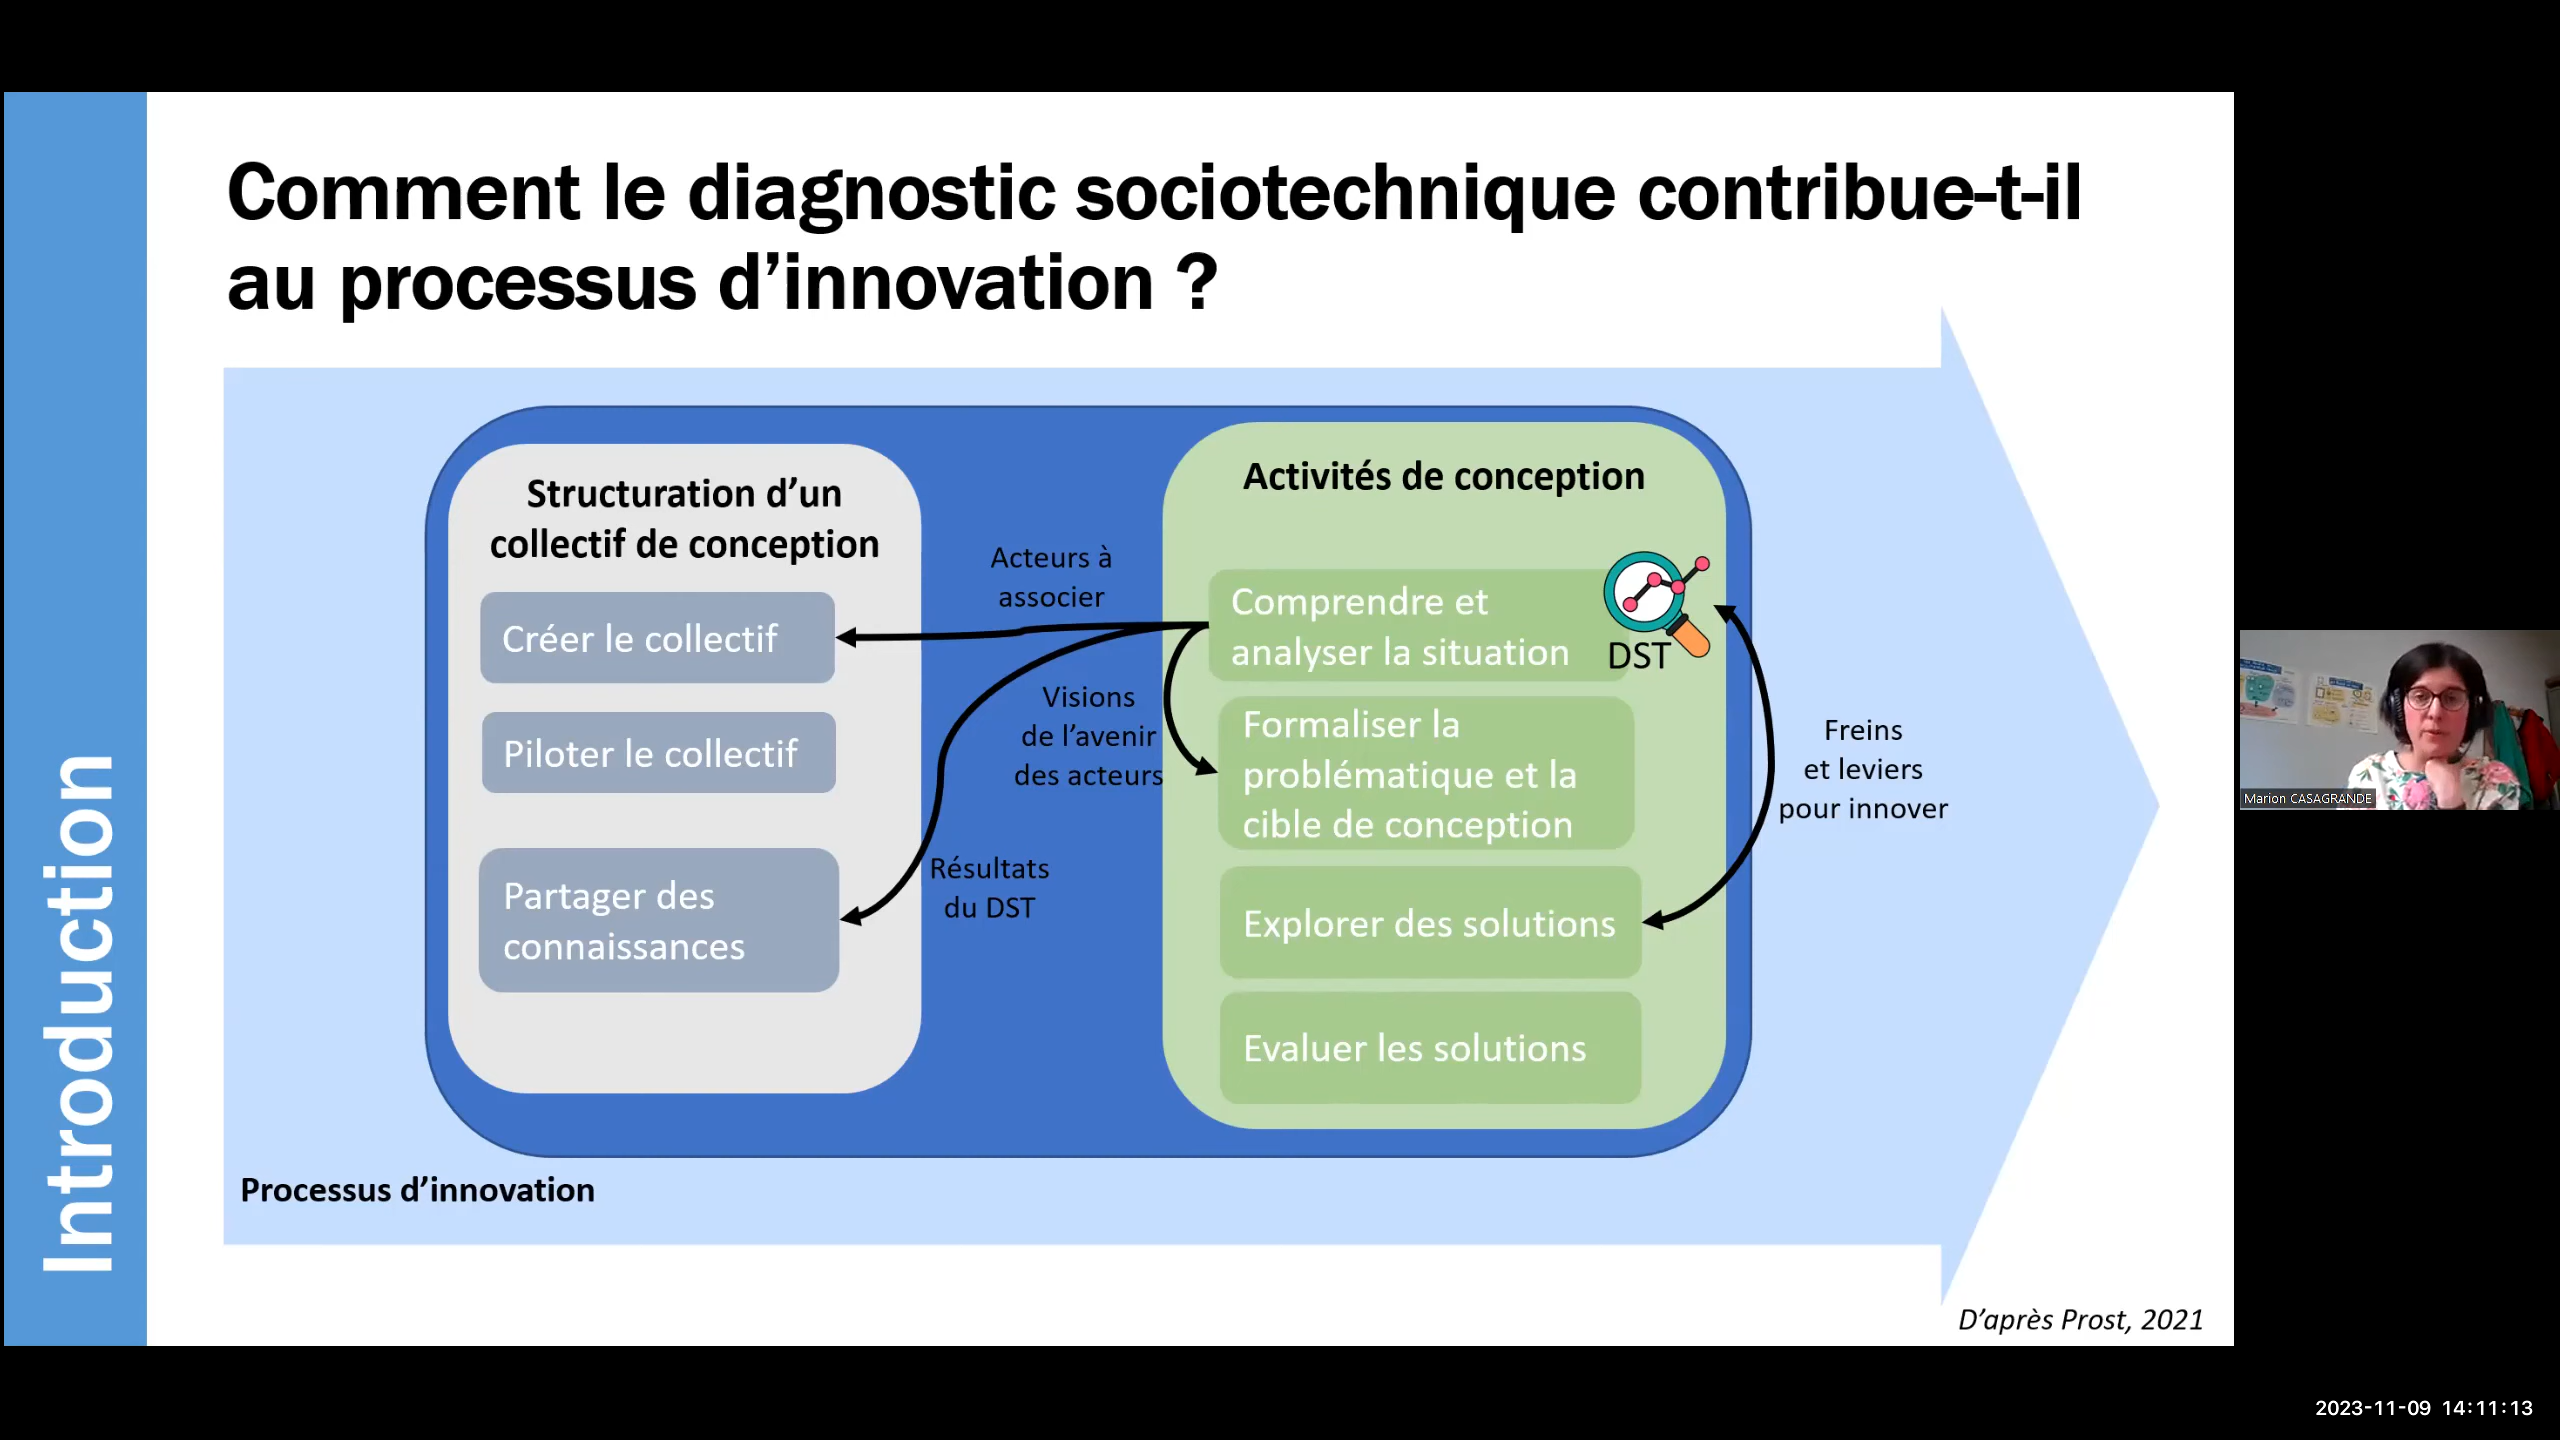 Comment le diagnostic sociotechnique contribue-t-il
au processus d’innovation ?
Introduction
Structuration d’un
collectif de conception
Créer le collectif
Piloter le collectif
Partager des
connaissances
Acteurs à
associer
Visions
de l’avenir
des acteurs
Résultats
du DST
Activités de conception
Comprendre et
analyser la situation
DST
Formaliser la
problématique et la
cible de conception
Explorer des solutions
Evaluer les solutions
Freins
et leviers
pour innover
Processus d’innovation
D’après Prost, 2021
Marion CASAGRANDE
2023-11-09 14:11:13